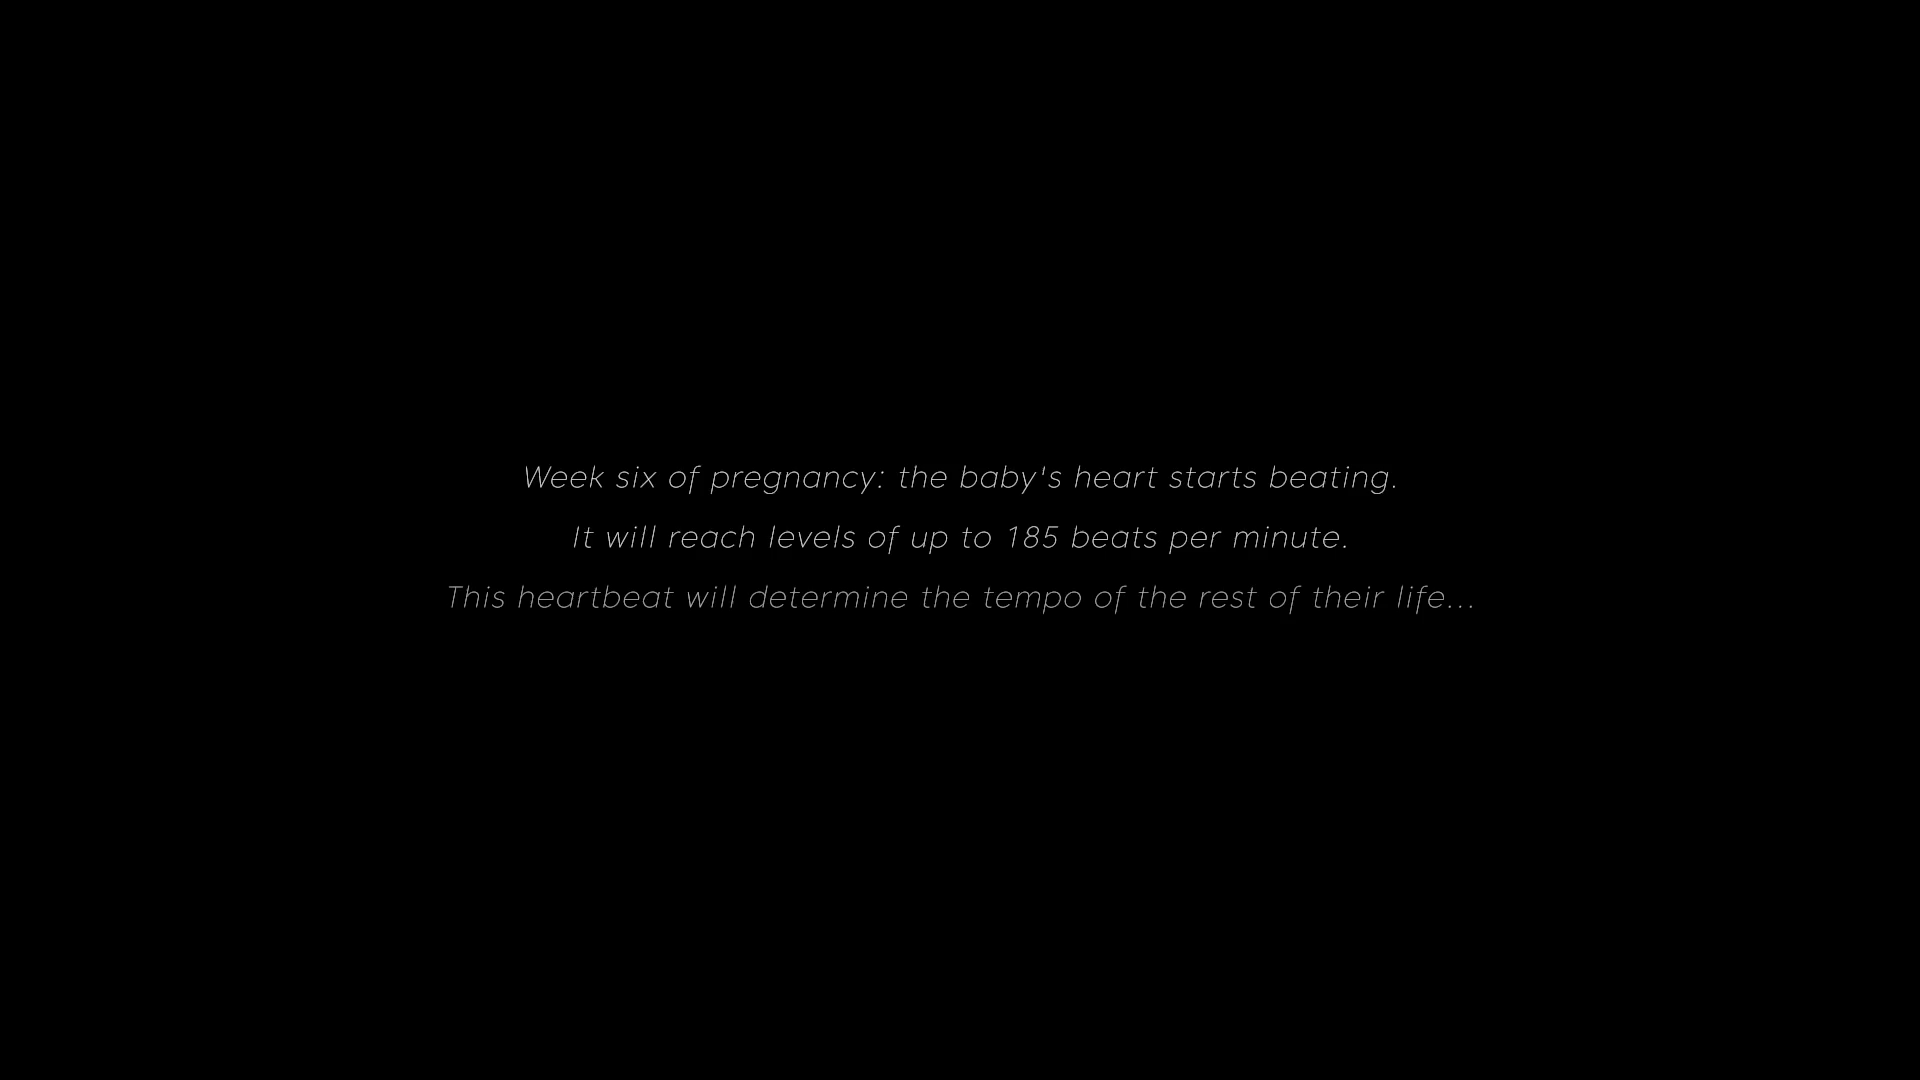 Week six of pregnancy: the baby's heart starts beating.
It will reach levels of up to 185 beats per minute.
This heartbeat will determine the tempo of the rest of their life...